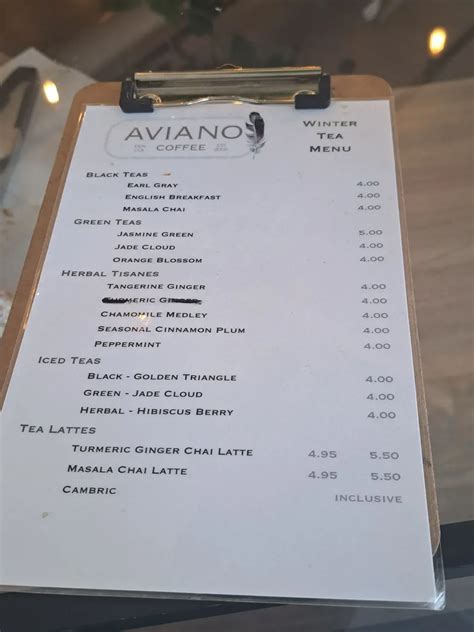 AVIANO
COFFEE
WINTER
TEA
MENU
BLACK TEAS
EARL GRAY 4.00
ENGLISH BREAKFAST 4.00
MASALA CHAI 4.00
GREEN TEAS
JASMINE GREEN 5.00
JADE CLOUD 4.00
ORANGE BLOSSOM 4.00
HERBAL TISANES
TANGERINE GINGER 4.00
TURMERIC GINGER 4.00
CHAMOMILE MEDLEY 4.00
SEASONAL CINNAMON PLUM 4.00
PEPPERMINT 4.00
ICED TEAS
BLACK - GOLDEN TRIANGLE 4.00
GREEN - JADE CLOUD 4.00
HERBAL - HIBISCUS BERRY 4.00
TEA LATTES
TURMERIC GINGER CHAI LATTE 4.95 5.50
MASALA CHAI LATTE 4.95 5.50
CAMBRIC INCLUSIVE